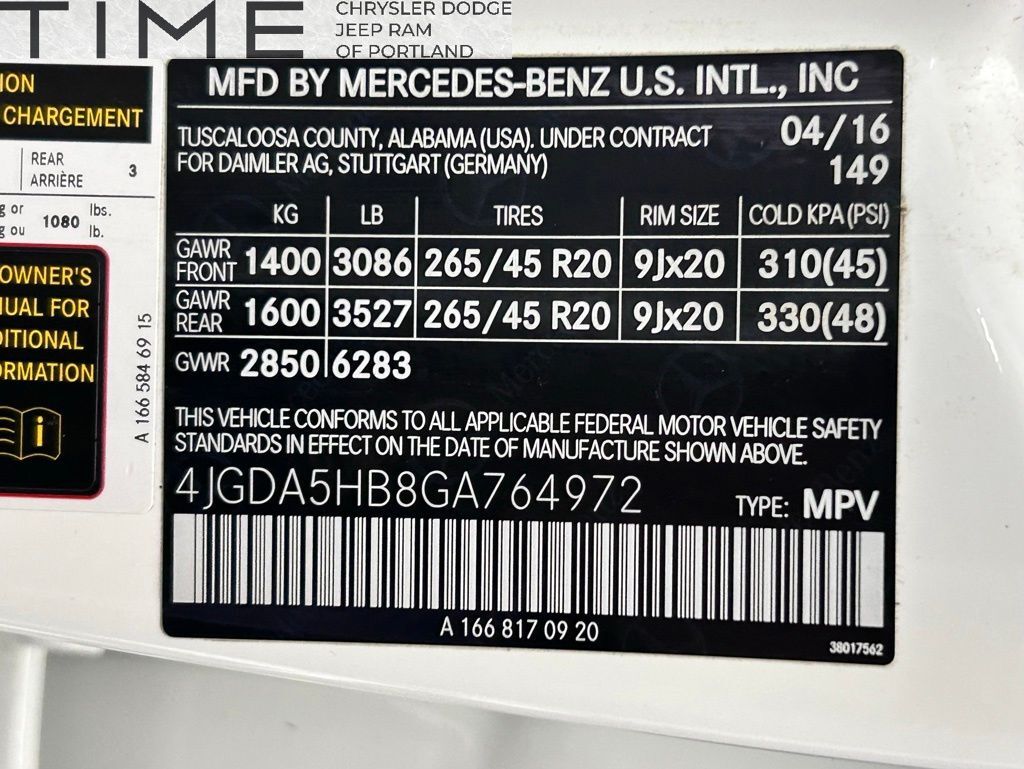 TIME
CHRYSLER DODGE
JEEP RAM
OF PORTLAND
ION
CHARGEMENT
REAR
ARRIÈRE 3
g or 1080 lbs.
g ou lb.
OWNER'S
UAL FOR
DITIONAL
ORMATION
i
A 166 584 69 15
MFD BY MERCEDES-BENZ U.S. INTL., INC
TUSCALOOSA COUNTY, ALABAMA (USA). UNDER CONTRACT 04/16
FOR DAIMLER AG, STUTTGART (GERMANY) 149
KG LB TIRES RIM SIZE COLD KPA (PSI)
GAWR FRONT 1400 3086 265/45 R20 9Jx20 310(45)
GAWR REAR 1600 3527 265/45 R20 9Jx20 330(48)
GVWR 2850 6283
THIS VEHICLE CONFORMS TO ALL APPLICABLE FEDERAL MOTOR VEHICLE SAFETY
STANDARDS IN EFFECT ON THE DATE OF MANUFACTURE SHOWN ABOVE.
4JGDA5HB8GA764972 TYPE: MPV
A 166 817 09 20
38017562